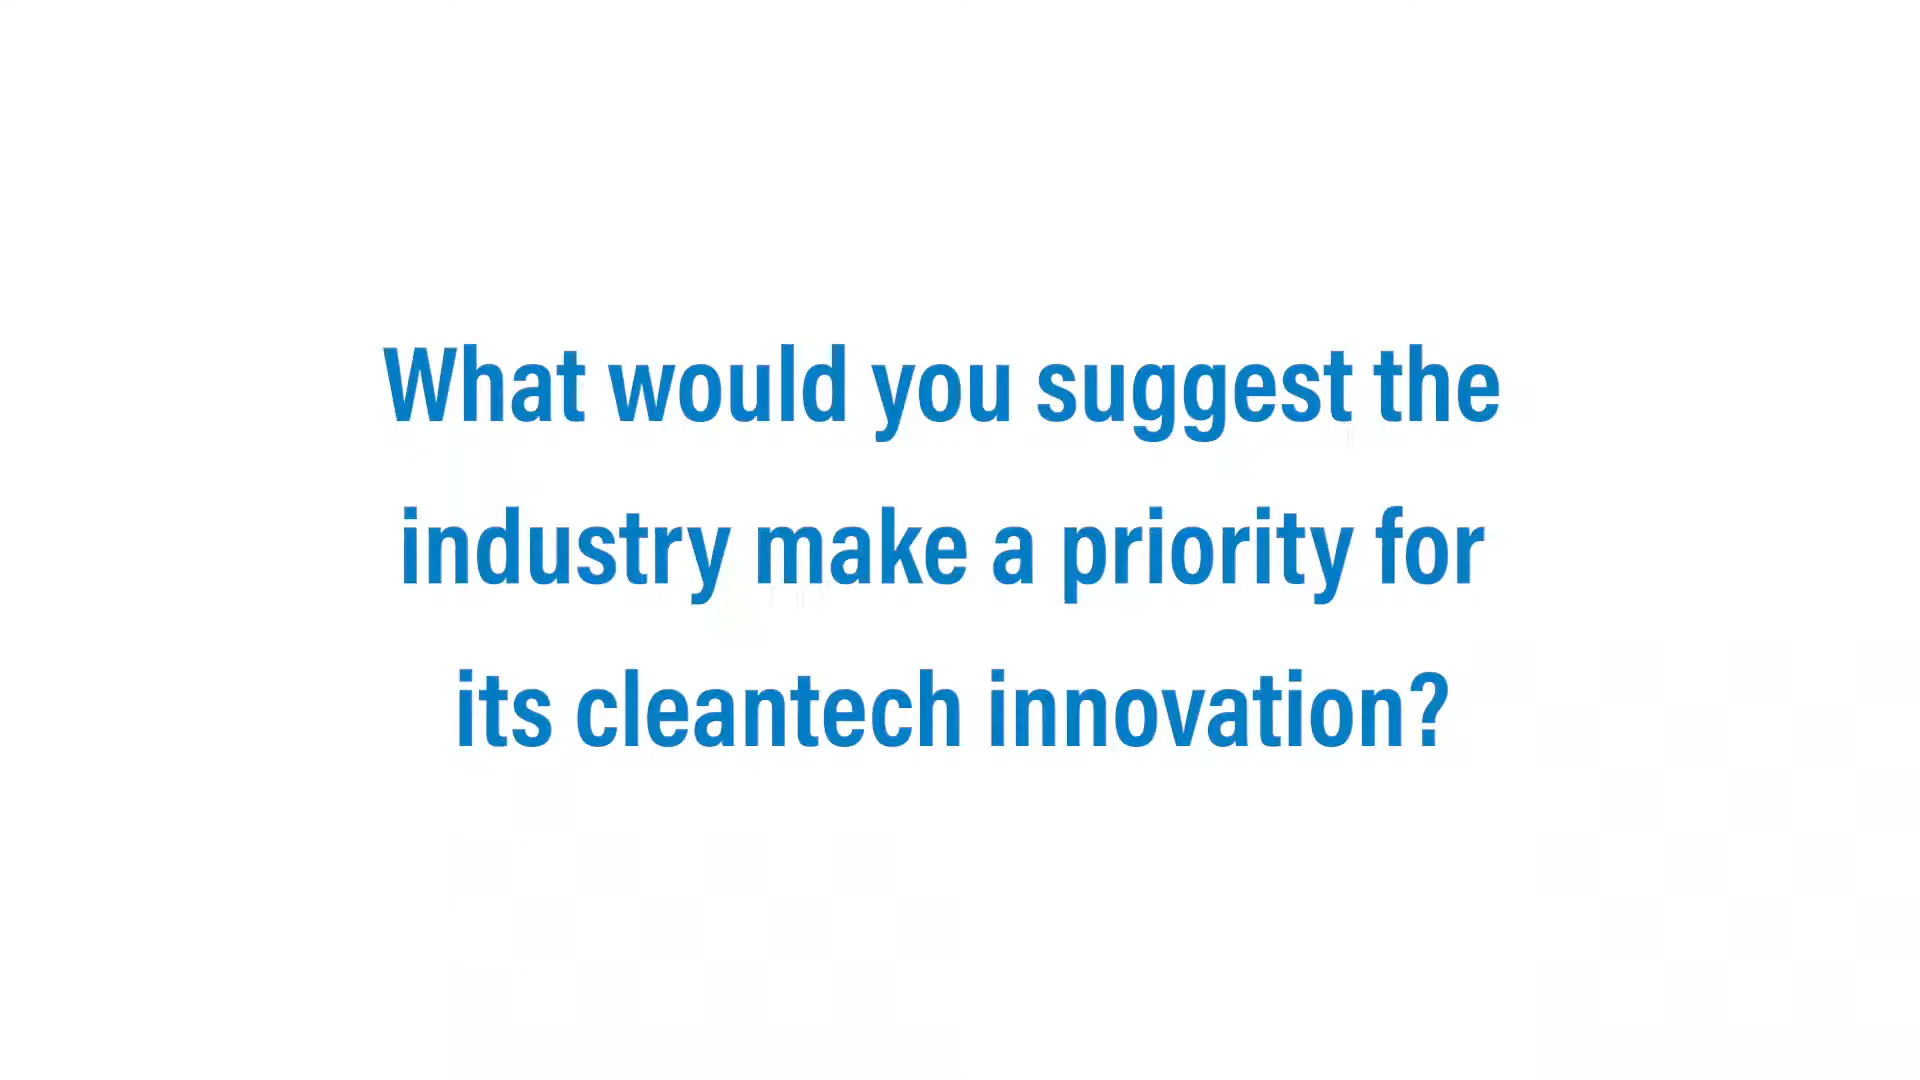 What would you suggest the
industry make a priority for
its cleantech innovation?